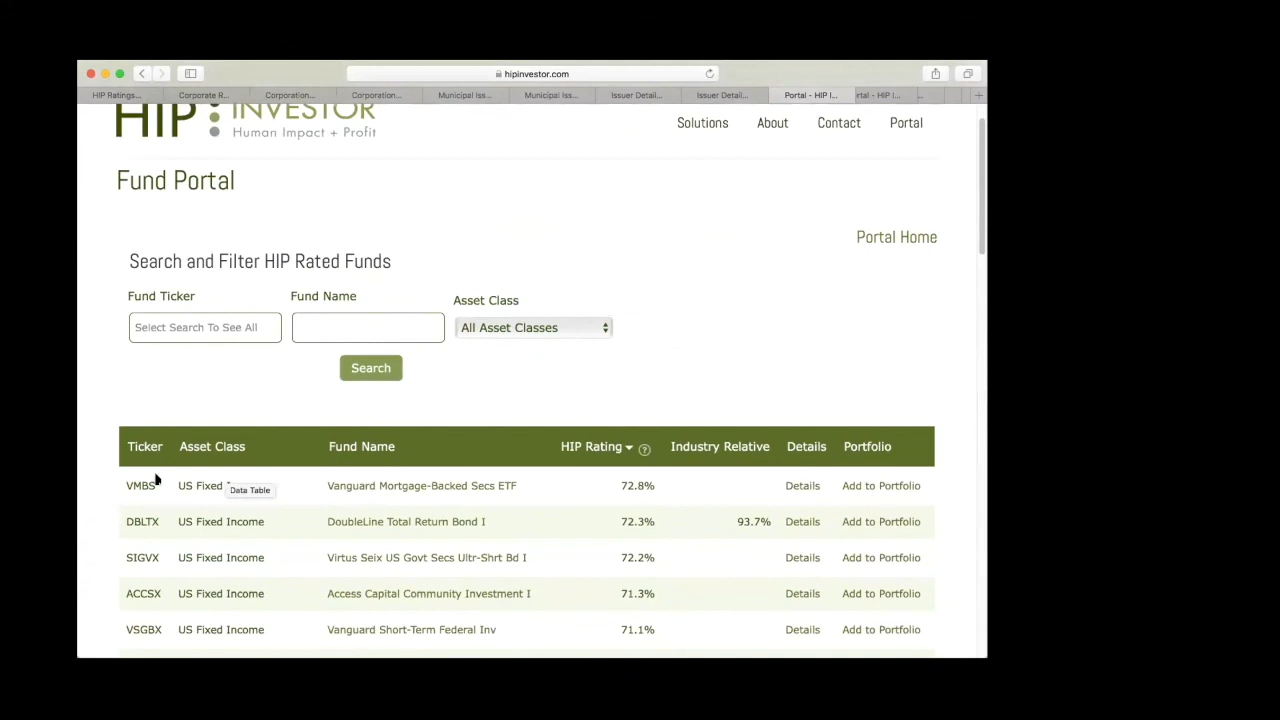 hipinvestor.com
HIP Ratings... Corporate R... Corporation... Corporation... Municipal Iss... Municipal Iss... Issuer Detail... Issuer Detail... Portal - HIP I... rtal - HIP I... ...
HIP INVESTOR
Human Impact + Profit
Solutions About Contact Portal
Fund Portal
Portal Home
Search and Filter HIP Rated Funds
Fund Ticker Fund Name Asset Class
Select Search To See All All Asset Classes
Search
Ticker Asset Class Fund Name HIP Rating Industry Relative Details Portfolio
VMBS US Fixed Vanguard Mortgage-Backed Secs ETF 72.8% Details Add to Portfolio
Data Table
DBLTX US Fixed Income DoubleLine Total Return Bond I 72.3% 93.7% Details Add to Portfolio
SIGVX US Fixed Income Virtus Seix US Govt Secs Ultr-Shrt Bd I 72.2% Details Add to Portfolio
ACCSX US Fixed Income Access Capital Community Investment I 71.3% Details Add to Portfolio
VSGBX US Fixed Income Vanguard Short-Term Federal Inv 71.1% Details Add to Portfolio